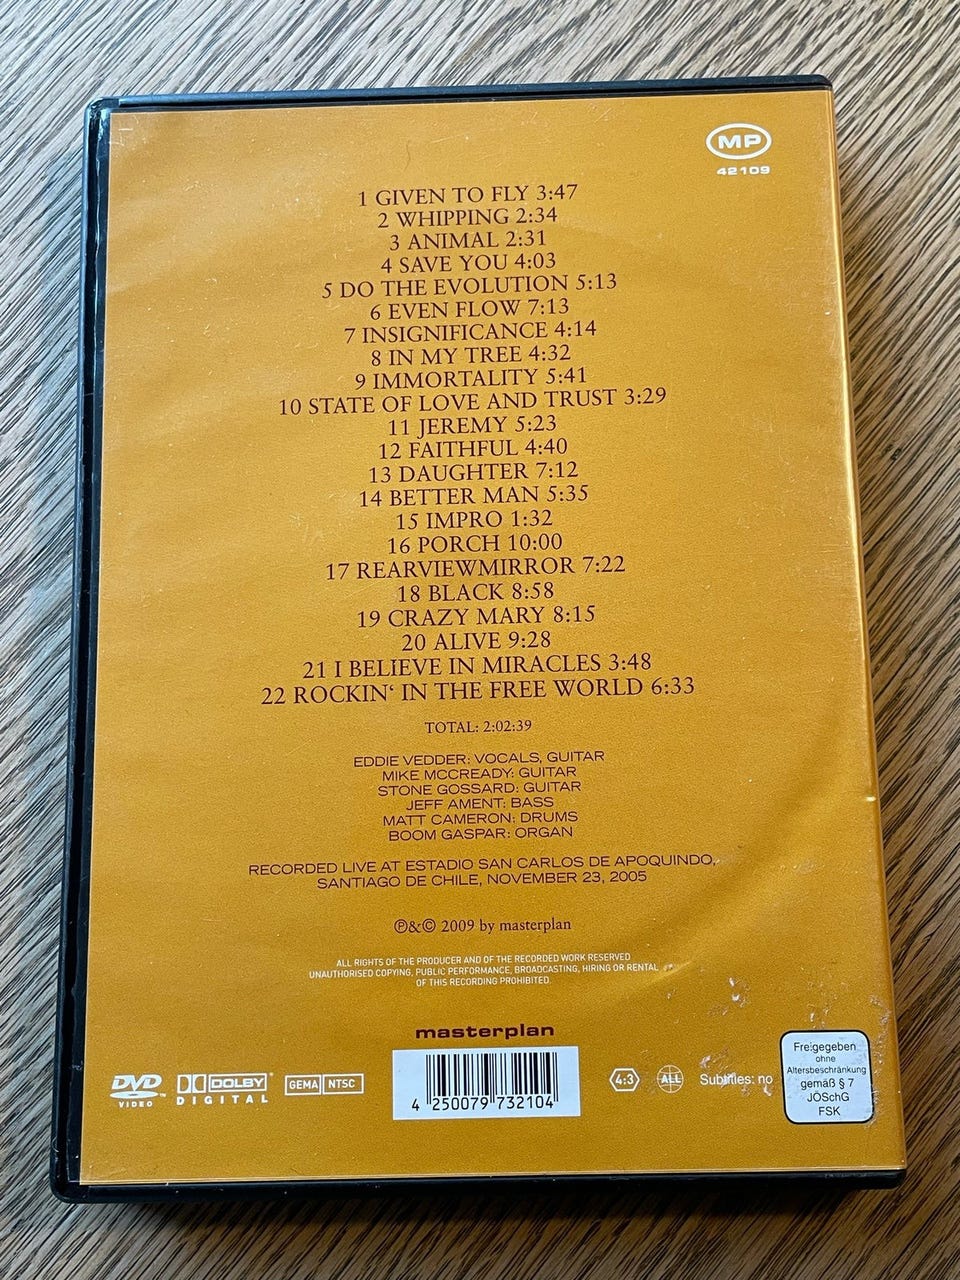 MP
42109
1 GIVEN TO FLY 3:47
2 WHIPPING 2:34
3 ANIMAL 2:31
4 SAVE YOU 4:03
5 DO THE EVOLUTION 5:13
6 EVEN FLOW 7:13
7 INSIGNIFICANCE 4:14
8 IN MY TREE 4:32
9 IMMORTALITY 5:41
10 STATE OF LOVE AND TRUST 3:29
11 JEREMY 5:23
12 FAITHFUL 4:40
13 DAUGHTER 7:12
14 BETTER MAN 5:35
15 IMPRO 1:32
16 PORCH 10:00
17 REARVIEWMIRROR 7:22
18 BLACK 8:58
19 CRAZY MARY 8:15
20 ALIVE 9:28
21 I BELIEVE IN MIRACLES 3:48
22 ROCKIN‘ IN THE FREE WORLD 6:33
TOTAL: 2:02:39
EDDIE VEDDER: VOCALS, GUITAR
MIKE MCCREADY: GUITAR
STONE GOSSARD: GUITAR
JEFF AMENT: BASS
MATT CAMERON: DRUMS
BOOM GASPAR: ORGAN
RECORDED LIVE AT ESTADIO SAN CARLOS DE APOQUINDO,
SANTIAGO DE CHILE, NOVEMBER 23, 2005
℗&© 2009 by masterplan
ALL RIGHTS OF THE PRODUCER AND OF THE RECORDED WORK RESERVED
UNAUTHORISED COPYING, PUBLIC PERFORMANCE, BROADCASTING, HIRING OR RENTAL
OF THIS RECORDING PROHIBITED.
masterplan
DVD
VIDEO
DOLBY
DIGITAL
GEMA NTSC
4 250079 732104
4:3
ALL
Subtitles: no
Freigegeben
ohne
Altersbeschränkung
gemäß § 7
JÖSchG
FSK